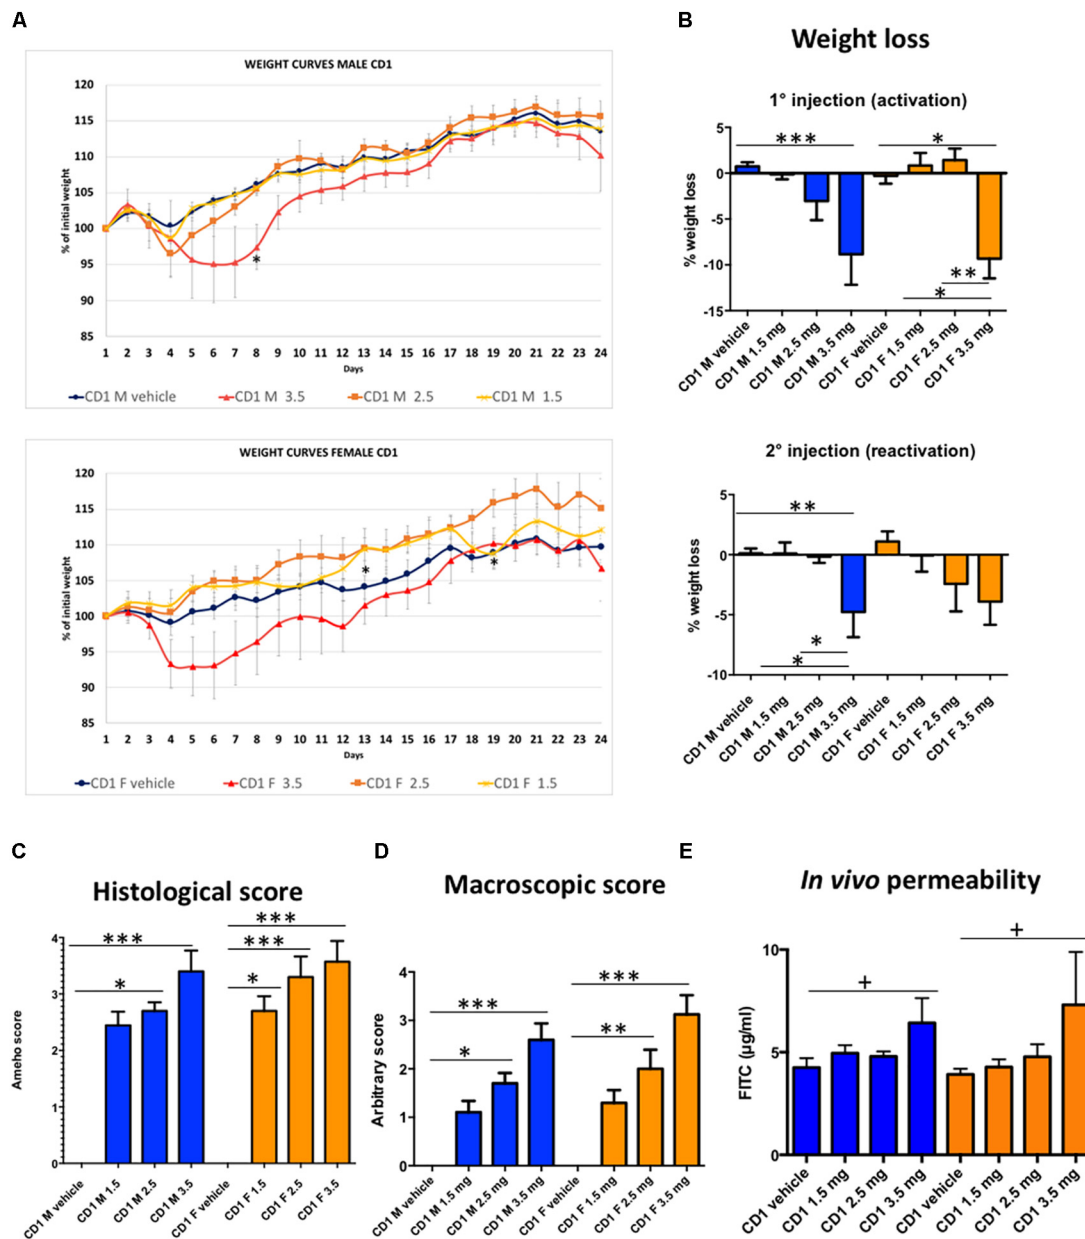 A
WEIGHT CURVES MALE CD1
120
115
110
105
100
95
90
85
% of initial weight
*
1 2 3 4 5 6 7 8 9 10 11 12 13 14 15 16 17 18 19 20 21 22 23 24
Days
CD1 M vehicle CD1 M 3.5 CD1 M 2.5 CD1 M 1.5
WEIGHT CURVES FEMALE CD1
120
115
110
105
100
95
90
85
% of initial weight
* *
1 2 3 4 5 6 7 8 9 10 11 12 13 14 15 16 17 18 19 20 21 22 23 24
Days
CD1 F vehicle CD1 F 3.5 CD1 F 2.5 CD1 F 1.5
B
Weight loss
1° injection (activation)
5
0
-5
-10
-15
% weight loss
*** *
**
*
CD1 M vehicle
CD1 M 1.5 mg
CD1 M 2.5 mg
CD1 M 3.5 mg
CD1 F vehicle
CD1 F 1.5 mg
CD1 F 2.5 mg
CD1 F 3.5 mg
2° injection (reactivation)
5
0
-5
-10
% weight loss
**
*
*
CD1 M vehicle
CD1 M 1.5 mg
CD1 M 2.5 mg
CD1 M 3.5 mg
CD1 F vehicle
CD1 F 1.5 mg
CD1 F 2.5 mg
CD1 F 3.5 mg
C
Histological score
4
3
2
1
0
Ameho score
***
*
***
***
*
CD1 M vehicle
CD1 M 1.5
CD1 M 2.5
CD1 M 3.5
CD1 F vehicle
CD1 F 1.5
CD1 F 2.5
CD1 F 3.5
D
Macroscopic score
4
3
2
1
0
Arbitrary score
***
*
***
**
CD1 M vehicle
CD1 M 1.5 mg
CD1 M 2.5 mg
CD1 M 3.5 mg
CD1 F vehicle
CD1 F 1.5 mg
CD1 F 2.5 mg
CD1 F 3.5 mg
E
In vivo permeability
10
5
0
FITC (µg/ml)
+
+
CD1 vehicle
CD1 1.5 mg
CD1 2.5 mg
CD1 3.5 mg
CD1 vehicle
CD1 1.5 mg
CD1 2.5 mg
CD1 3.5 mg